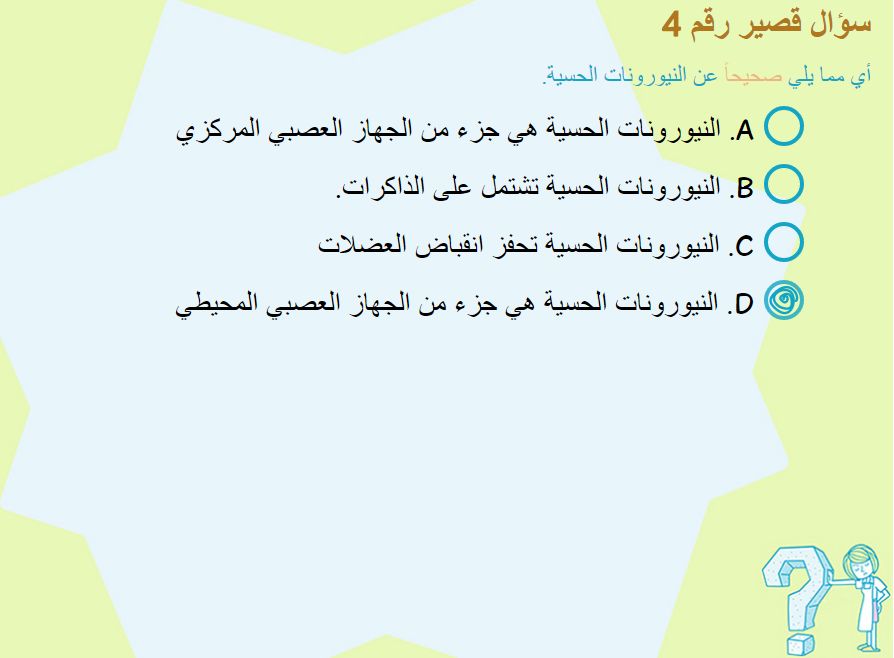 سؤال قصير رقم 4
أي مما يلي صحيحاً عن النيورونات الحسية.
A. النيورونات الحسية هي جزء من الجهاز العصبي المركزي
B. النيورونات الحسية تشتمل على الذاكرات.
C. النيورونات الحسية تحفز انقباض العضلات
D. النيورونات الحسية هي جزء من الجهاز العصبي المحيطي